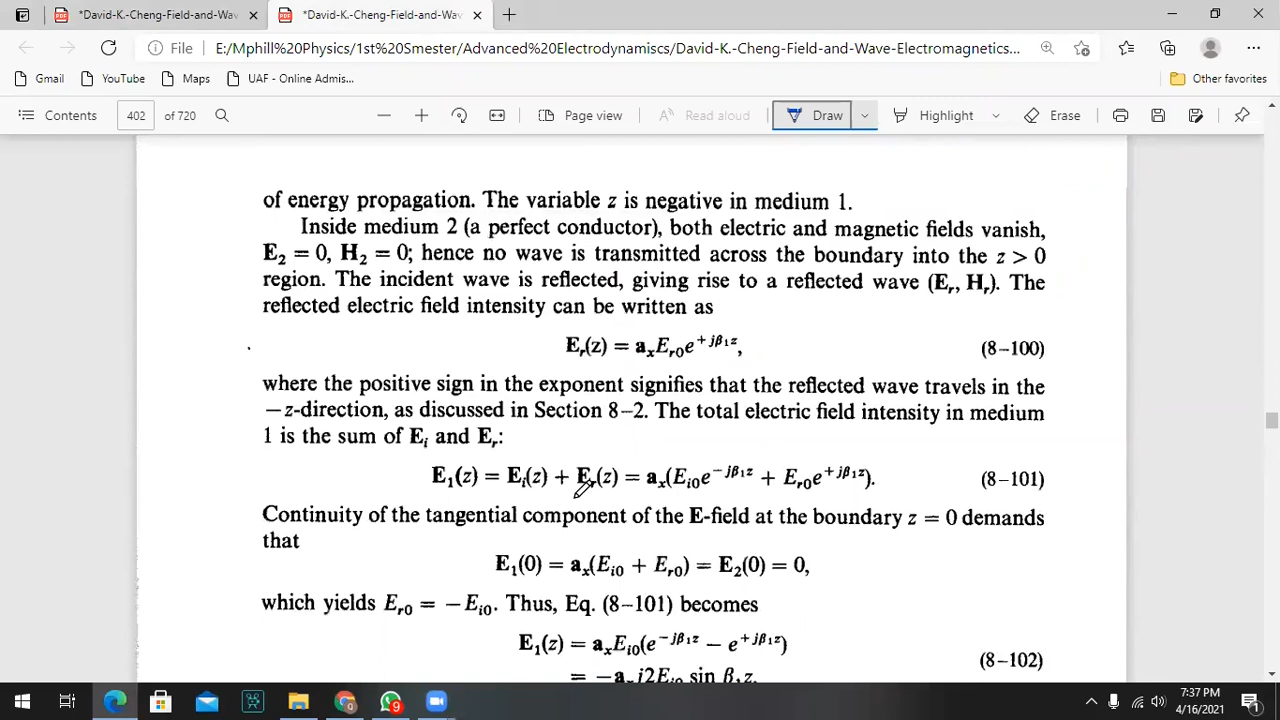 *David-K.-Cheng-Field-and-Wav
*David-K.-Cheng-Field-and-Wav
File
E:/Mphill%20Physics/1st%20Smester/Advanced%20Electrodynamiscs/David-K.-Cheng-Field-and-Wave-Electromagnetics...
Gmail YouTube Maps UAF - Online Admis... Other favorites
Contents 402 of 720 Page view Read aloud Draw Highlight Erase
of energy propagation. The variable z is negative in medium 1.
Inside medium 2 (a perfect conductor), both electric and magnetic fields vanish,
E₂ = 0, H₂ = 0; hence no wave is transmitted across the boundary into the z > 0
region. The incident wave is reflected, giving rise to a reflected wave (Eᵣ, Hᵣ). The
reflected electric field intensity can be written as
Eᵣ(z) = aₓEᵣ₀e^{+jβ₁z}, (8–100)
where the positive sign in the exponent signifies that the reflected wave travels in the
−z-direction, as discussed in Section 8–2. The total electric field intensity in medium
1 is the sum of Eᵢ and Eᵣ:
E₁(z) = Eᵢ(z) + Eᵣ(z) = aₓ(Eᵢ₀e^{−jβ₁z} + Eᵣ₀e^{+jβ₁z}). (8–101)
Continuity of the tangential component of the E-field at the boundary z = 0 demands
that
E₁(0) = aₓ(Eᵢ₀ + Eᵣ₀) = E₂(0) = 0,
which yields Eᵣ₀ = −Eᵢ₀. Thus, Eq. (8–101) becomes
E₁(z) = aₓEᵢ₀(e^{−jβ₁z} − e^{+jβ₁z})
(8–102)
= −aₓj2Eᵢ₀ sin β₁z.
9
7:37 PM
4/16/2021
1